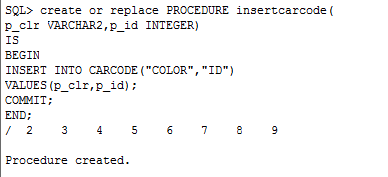 SQL> create or replace PROCEDURE insertcarcode(
p_clr VARCHAR2,p_id INTEGER)
IS
BEGIN
INSERT INTO CARCODE("COLOR","ID")
VALUES(p_clr,p_id);
COMMIT;
END;
/ 2 3 4 5 6 7 8 9
Procedure created.